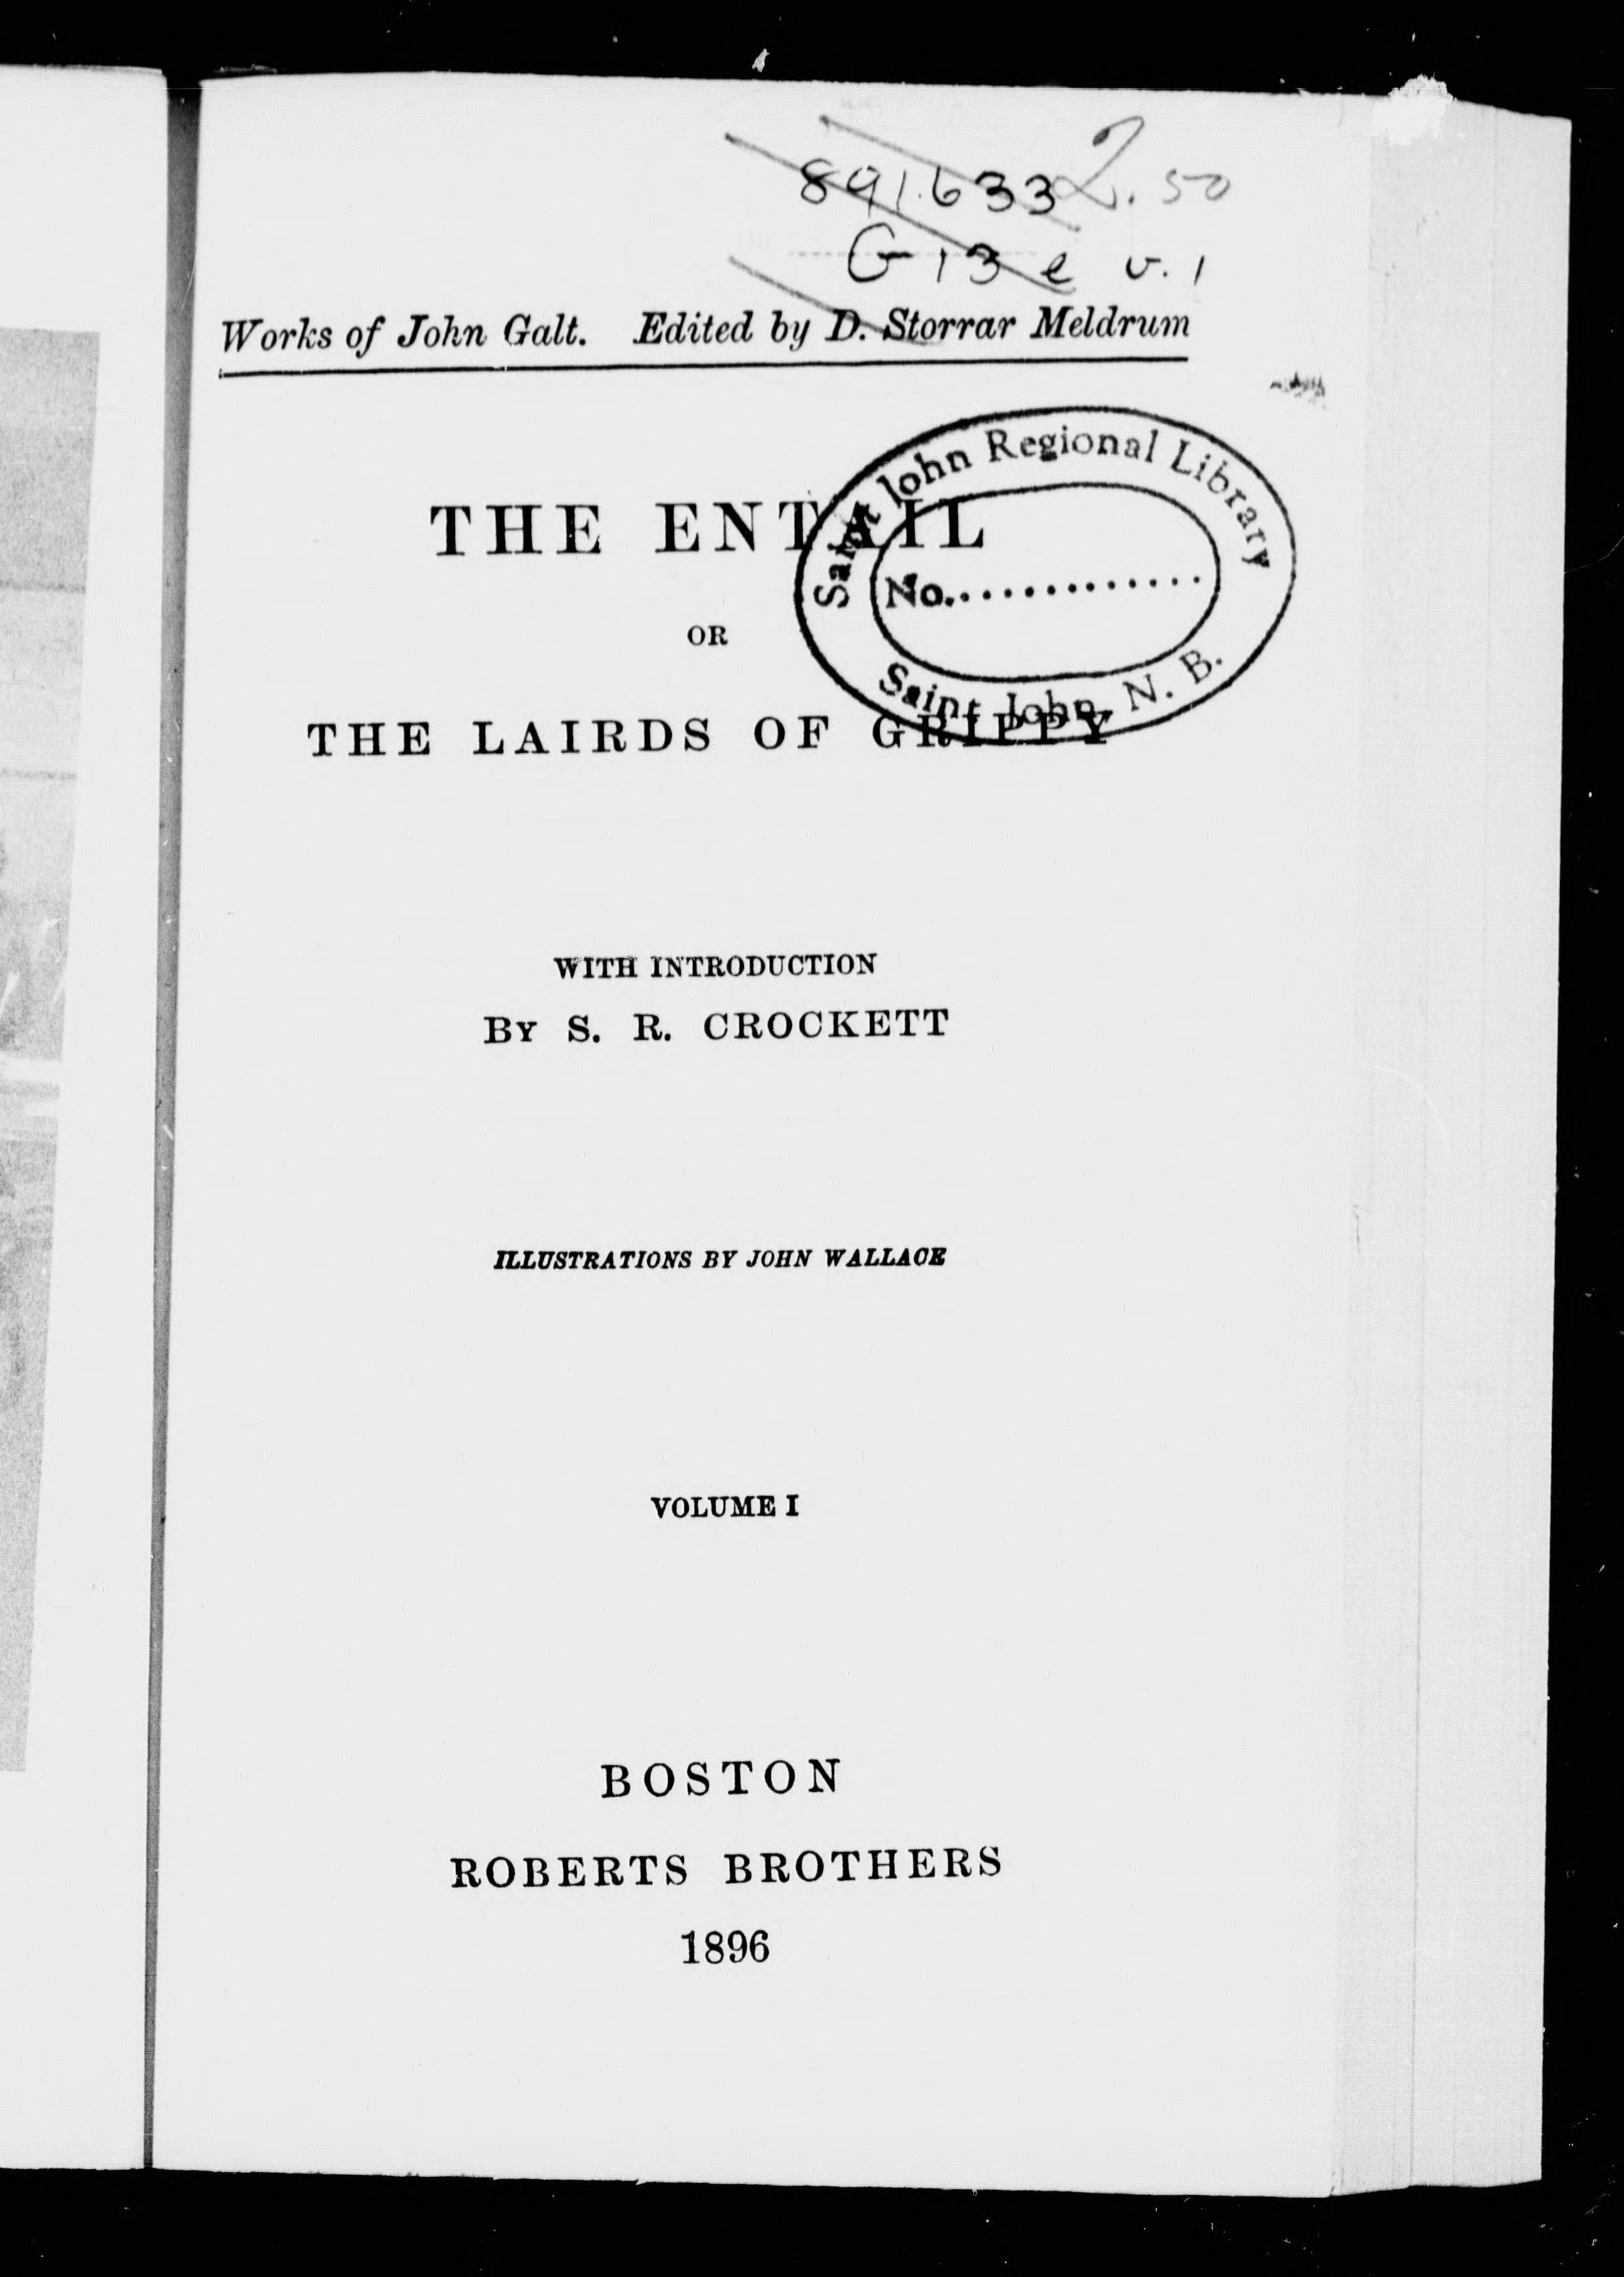 891.633 2.50
G13e v.1
Works of John Galt. Edited by D. Storrar Meldrum
Saint John Regional Library
No..............
Saint John, N. B.
THE ENTAIL
OR
THE LAIRDS OF GRIPPY
WITH INTRODUCTION
BY S. R. CROCKETT
ILLUSTRATIONS BY JOHN WALLACE
VOLUME I
BOSTON
ROBERTS BROTHERS
1896